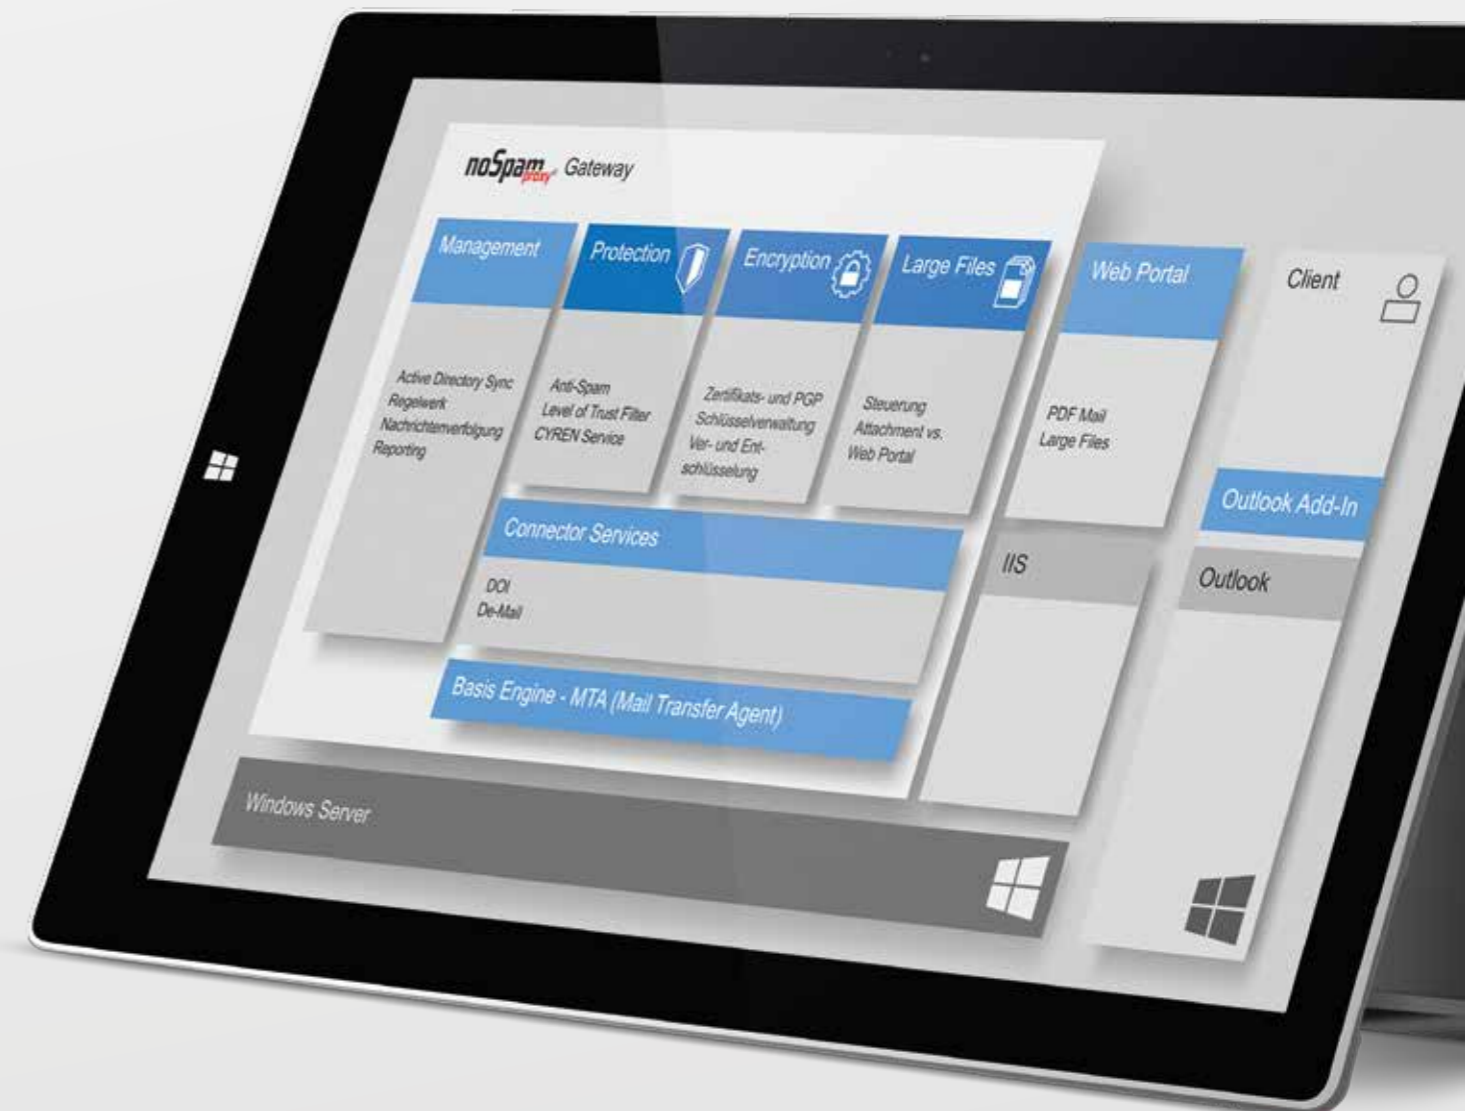 noSpam proxy® Gateway
Management
Active Directory Sync
Regelwerk
Nachrichtenverfolgung
Reporting
Protection
Anti-Spam
Level of Trust Filter
CYREN Service
Encryption
Zertifikats- und PGP
Schlüsselverwaltung
Ver- und Ent-
schlüsselung
Large Files
Steuerung
Attachment vs.
Web Portal
Connector Services
DOI
De-Mail
Basis Engine - MTA (Mail Transfer Agent)
Web Portal
PDF Mail
Large Files
IIS
Client
Outlook Add-In
Outlook
Windows Server